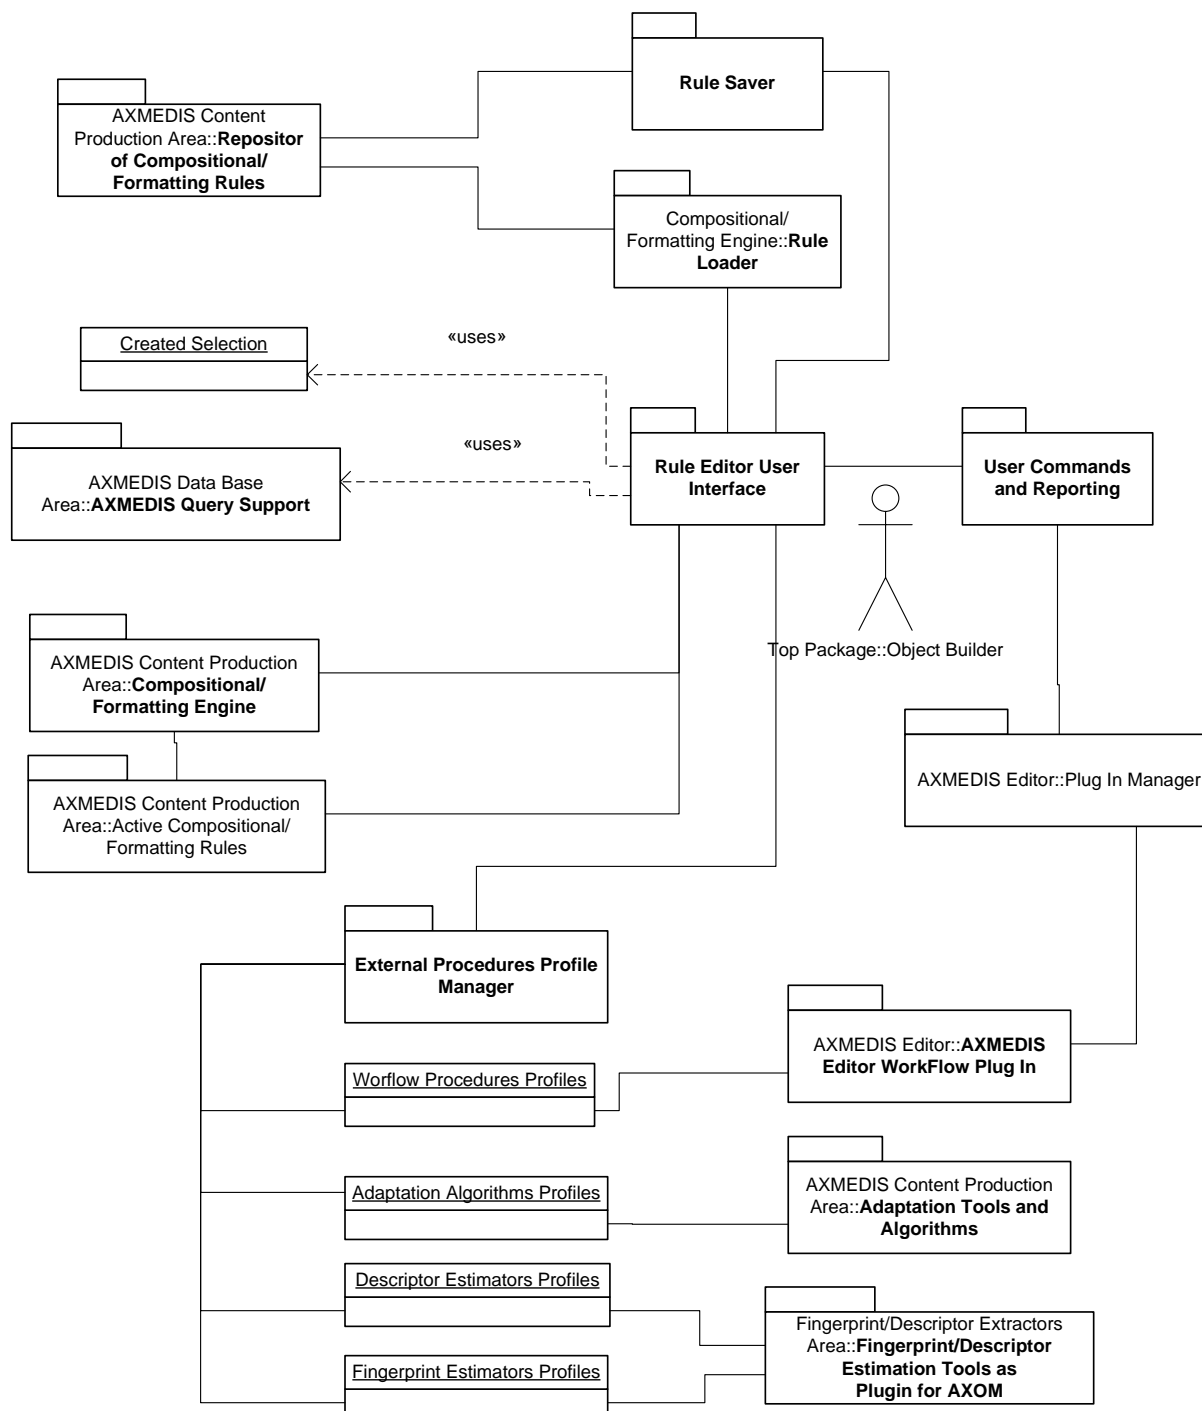 Rule Saver
AXMEDIS Content
Production Area::Repositor
of Compositional/
Formatting Rules
Compositional/
Formatting Engine::Rule
Loader
Created Selection
«uses»
«uses»
AXMEDIS Data Base
Area::AXMEDIS Query Support
Rule Editor User
Interface
User Commands
and Reporting
Top Package::Object Builder
AXMEDIS Content Production
Area::Compositional/
Formatting Engine
AXMEDIS Editor::Plug In Manager
AXMEDIS Content Production
Area::Active Compositional/
Formatting Rules
External Procedures Profile
Manager
AXMEDIS Editor::AXMEDIS
Editor WorkFlow Plug In
Worflow Procedures Profiles
AXMEDIS Content Production
Area::Adaptation Tools and
Algorithms
Adaptation Algorithms Profiles
Descriptor Estimators Profiles
Fingerprint/Descriptor Extractors
Area::Fingerprint/Descriptor
Estimation Tools as
Plugin for AXOM
Fingerprint Estimators Profiles